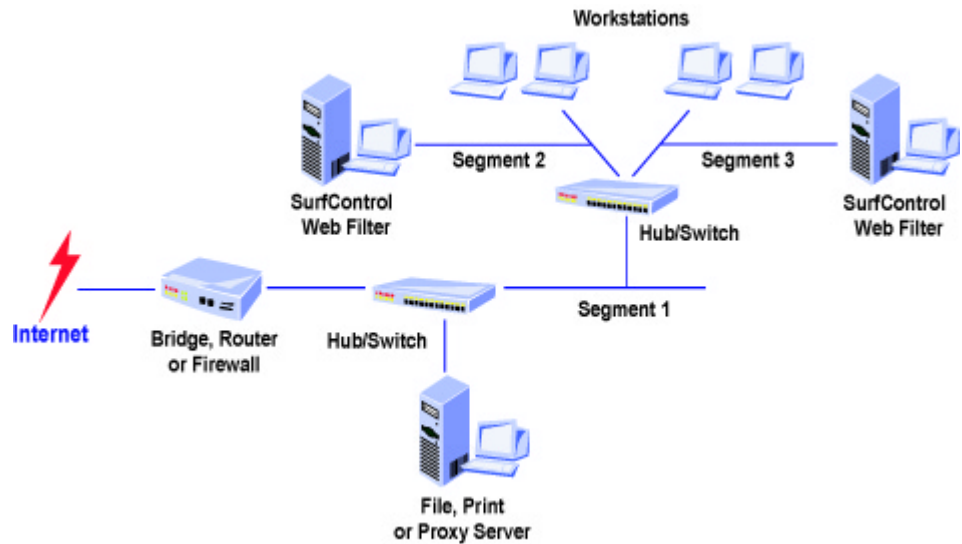 Workstations
Segment 2
Segment 3
SurfControl
Web Filter
SurfControl
Web Filter
Hub/Switch
Internet
Bridge, Router
or Firewall
Hub/Switch
Segment 1
File, Print
or Proxy Server